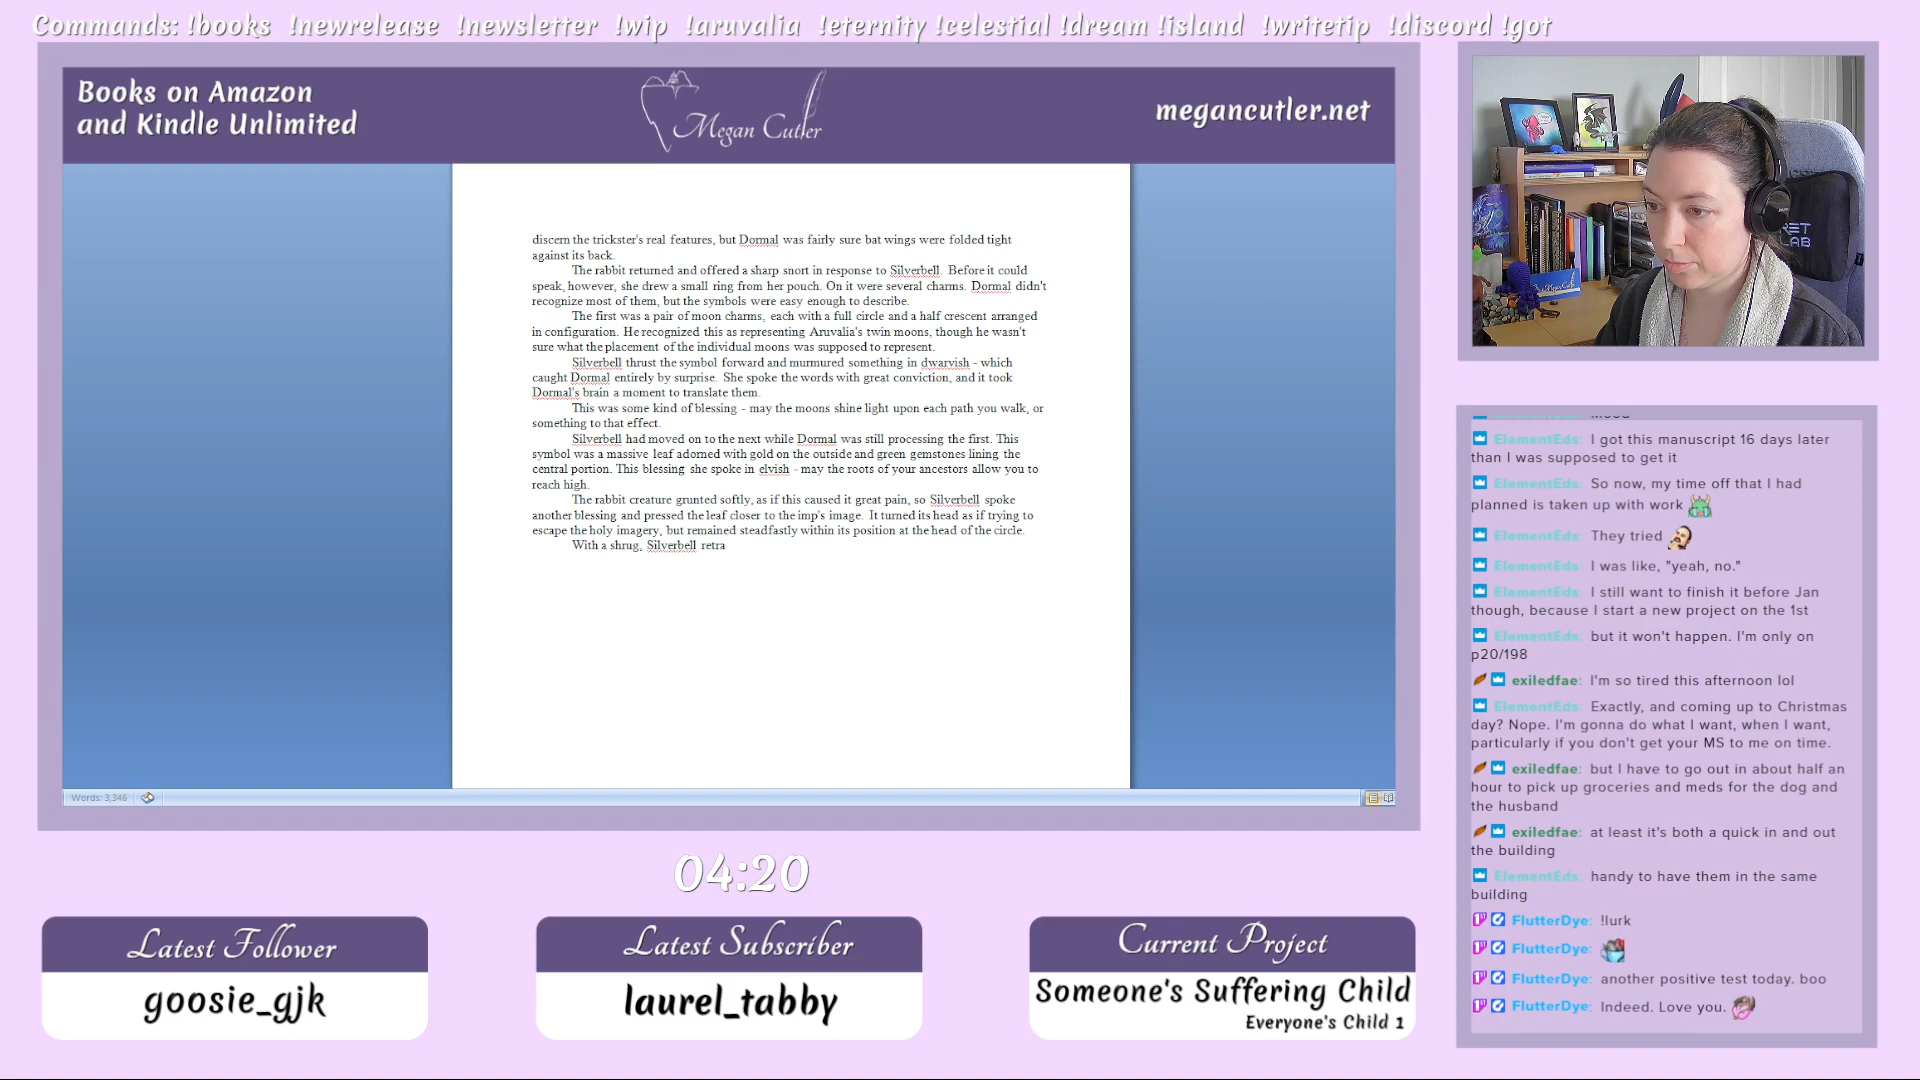 Commands: !books !newrelease !newsletter !wip !aruvalia !eternity !celestial !dream !island !writetip !discord !got
Books on Amazon
and Kindle Unlimited
Megan Cutler
megancutler.net
discern the trickster's real features, but Dormal was fairly sure bat wings were folded tight
against its back.
The rabbit returned and offered a sharp snort in response to Silverbell. Before it could
speak, however, she drew a small ring from her pouch. On it were several charms. Dormal didn't
recognize most of them, but the symbols were easy enough to describe.
The first was a pair of moon charms, each with a full circle and a half crescent arranged
in configuration. He recognized this as representing Aruvalia's twin moons, though he wasn't
sure what the placement of the individual moons was supposed to represent.
Silverbell thrust the symbol forward and murmured something in dwarvish - which
caught Dormal entirely by surprise. She spoke the words with great conviction, and it took
Dormal's brain a moment to translate them.
This was some kind of blessing - may the moons shine light upon each path you walk, or
something to that effect.
Silverbell had moved on to the next while Dormal was still processing the first. This
symbol was a massive leaf adorned with gold on the outside and green gemstones lining the
central portion. This blessing she spoke in elvish - may the roots of your ancestors allow you to
reach high.
The rabbit creature grunted softly, as if this caused it great pain, so Silverbell spoke
another blessing and pressed the leaf closer to the imp's image. It turned its head as if trying to
escape the holy imagery, but remained steadfastly within its position at the head of the circle.
With a shrug, Silverbell retra
Words: 3,346
04:20
Latest Follower
goosie_gjk
Latest Subscriber
laurel_tabby
Current Project
Someone's Suffering Child
Everyone's Child 1
ElementEds: I got this manuscript 16 days later
than I was supposed to get it
ElementEds: So now, my time off that I had
planned is taken up with work
ElementEds: They tried
ElementEds: I was like, "yeah, no."
ElementEds: I still want to finish it before Jan
though, because I start a new project on the 1st
ElementEds: but it won't happen. I'm only on
p20/198
exiledfae: I'm so tired this afternoon lol
ElementEds: Exactly, and coming up to Christmas
day? Nope. I'm gonna do what I want, when I want,
particularly if you don't get your MS to me on time.
exiledfae: but I have to go out in about half an
hour to pick up groceries and meds for the dog and
the husband
exiledfae: at least it's both a quick in and out
the building
ElementEds: handy to have them in the same
building
FlutterDye: !lurk
FlutterDye:
FlutterDye: another positive test today. boo
FlutterDye: Indeed. Love you.